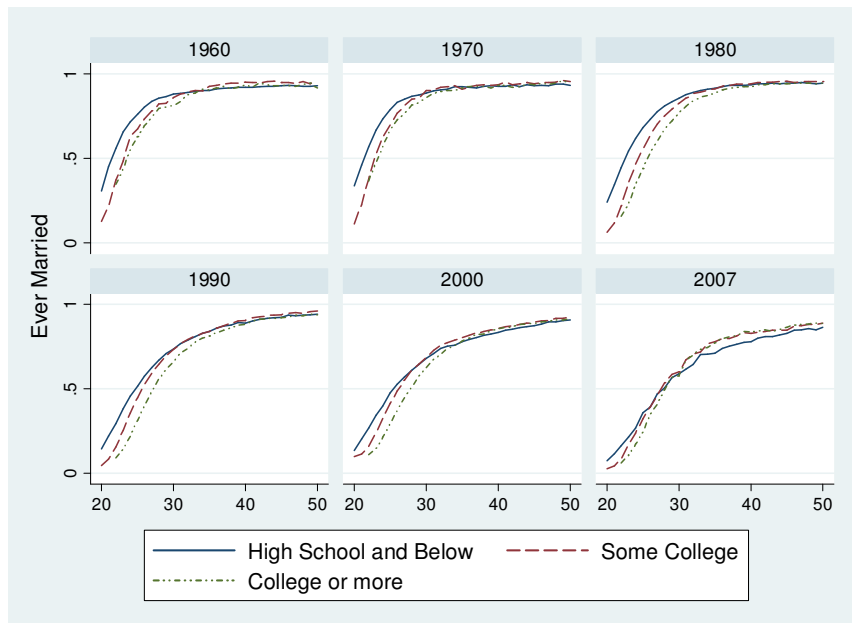 1960 1970 1980
0 .5 1
1990 2000 2007
0 .5 1
20 30 40 50 20 30 40 50 20 30 40 50
Ever Married
High School and Below Some College
College or more